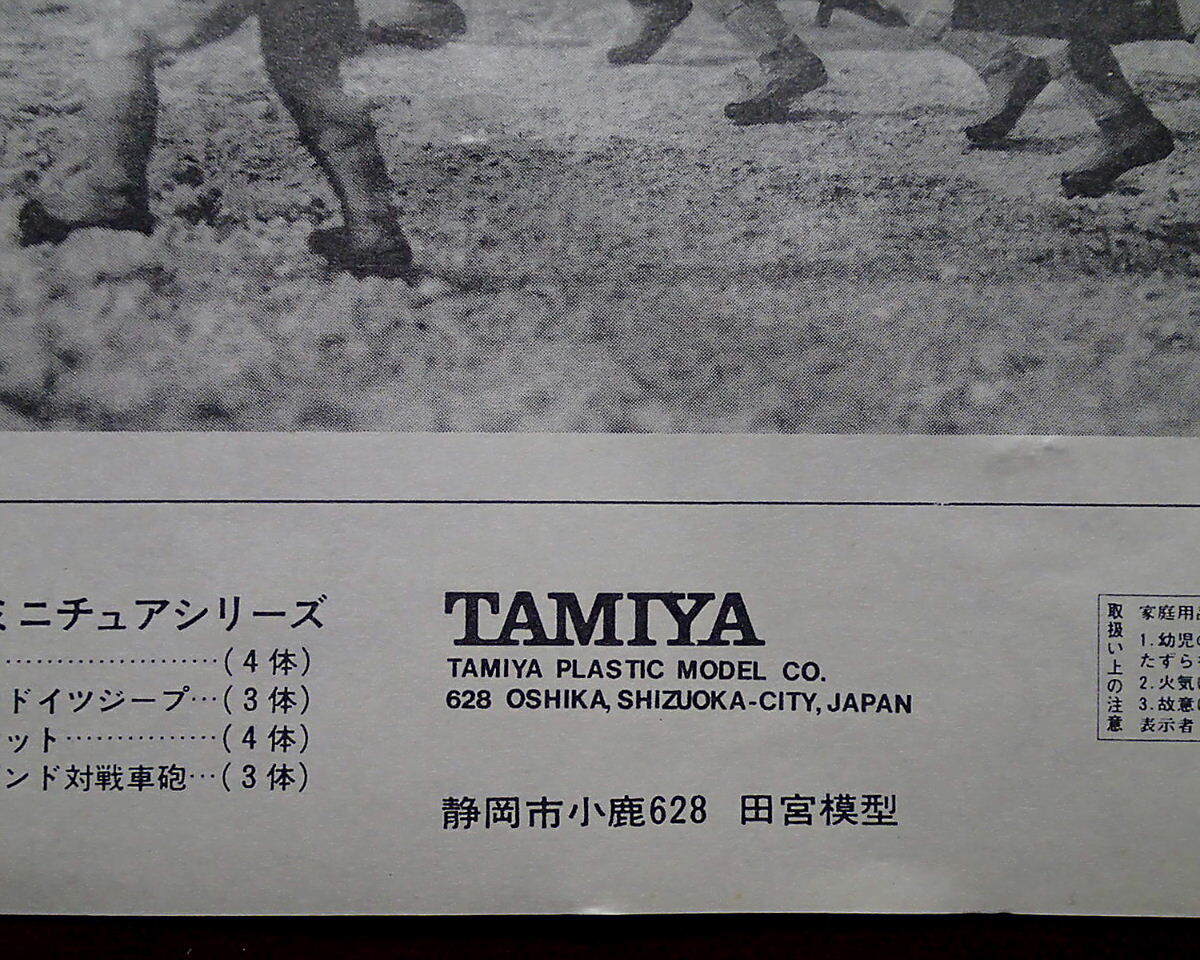 ミニチュアシリーズ
……………………(4体)
ドイツジープ…(3体)
ット……………(4体)
ンド対戦車砲…(3体)
TAMIYA
TAMIYA PLASTIC MODEL CO.
628 OSHIKA, SHIZUOKA-CITY, JAPAN
静岡市小鹿628 田宮模型
取扱い上の注意
家庭用品
1.幼児の
たずら
2.火気
3.故意に
表示者